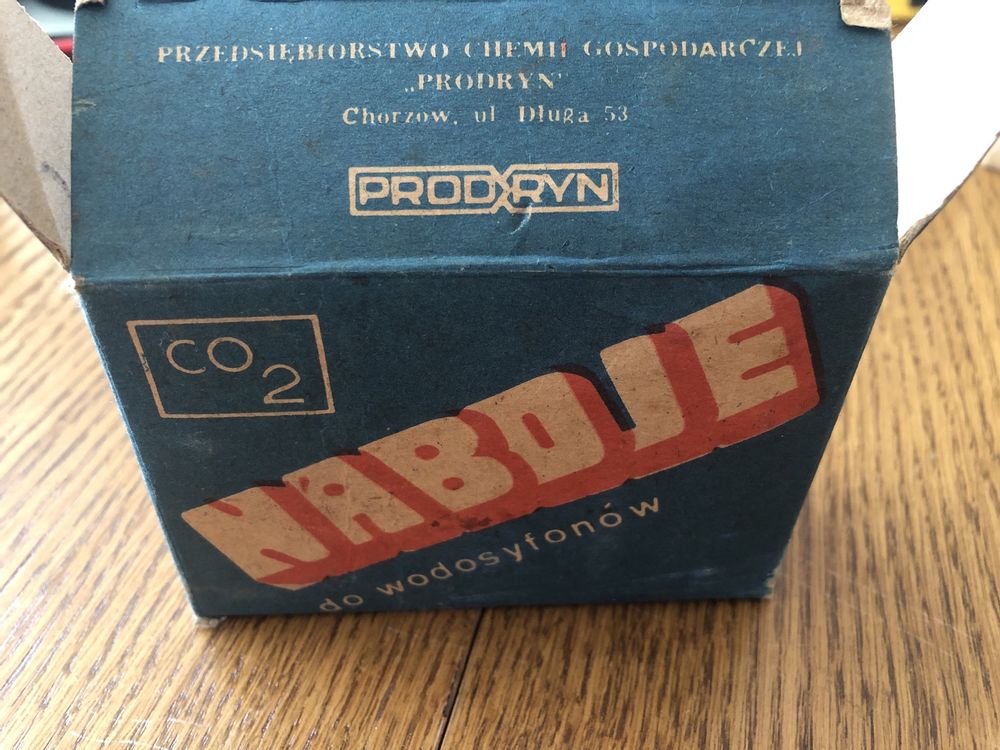 PRZEDSIĘBIORSTWO CHEMII GOSPODARCZEJ
„PRODRYN"
Chorzow, ul Długa 53
PRODRYN
CO2
NABOJE
do wodosyfonów